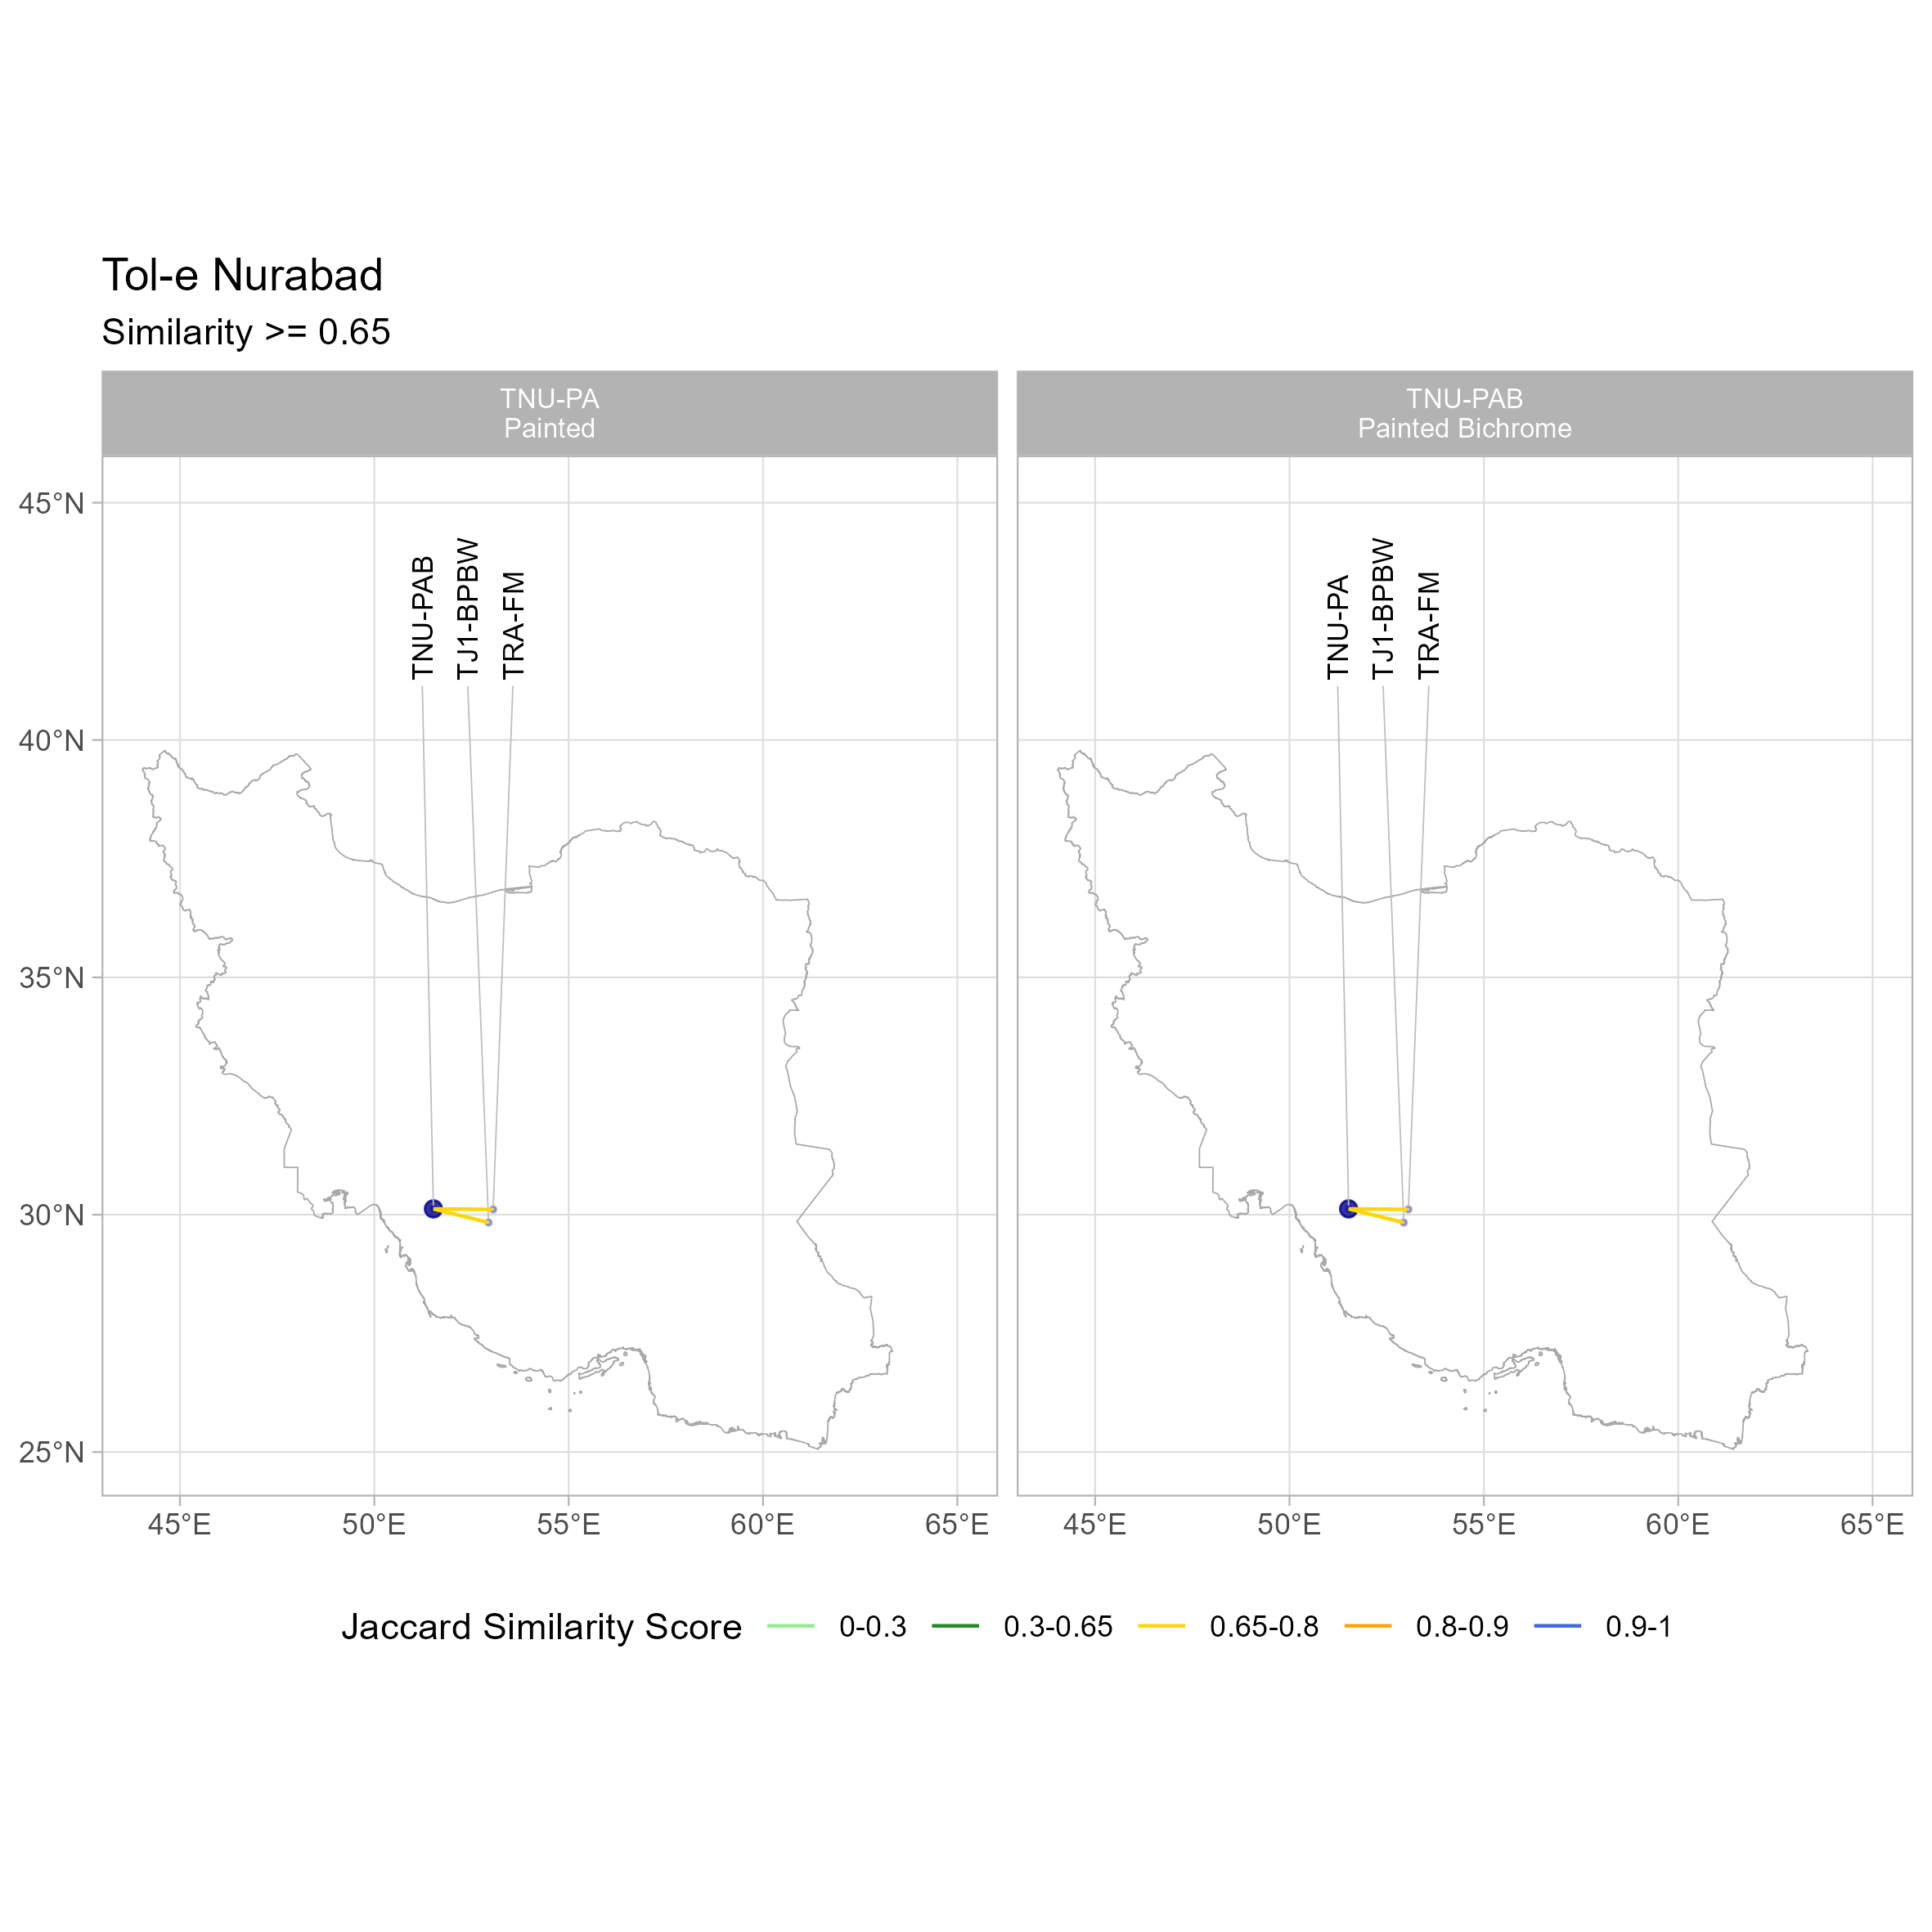 Tol-e Nurabad
Similarity >= 0.65
TNU-PA
Painted
TNU-PAB
Painted Bichrome
TNU-PAB
TJ1-BPBW
TRA-FM
TNU-PA
TJ1-BPBW
TRA-FM
45°N
40°N
35°N
30°N
25°N
45°E 50°E 55°E 60°E 65°E
45°E 50°E 55°E 60°E 65°E
Jaccard Similarity Score 0-0.3 0.3-0.65 0.65-0.8 0.8-0.9 0.9-1